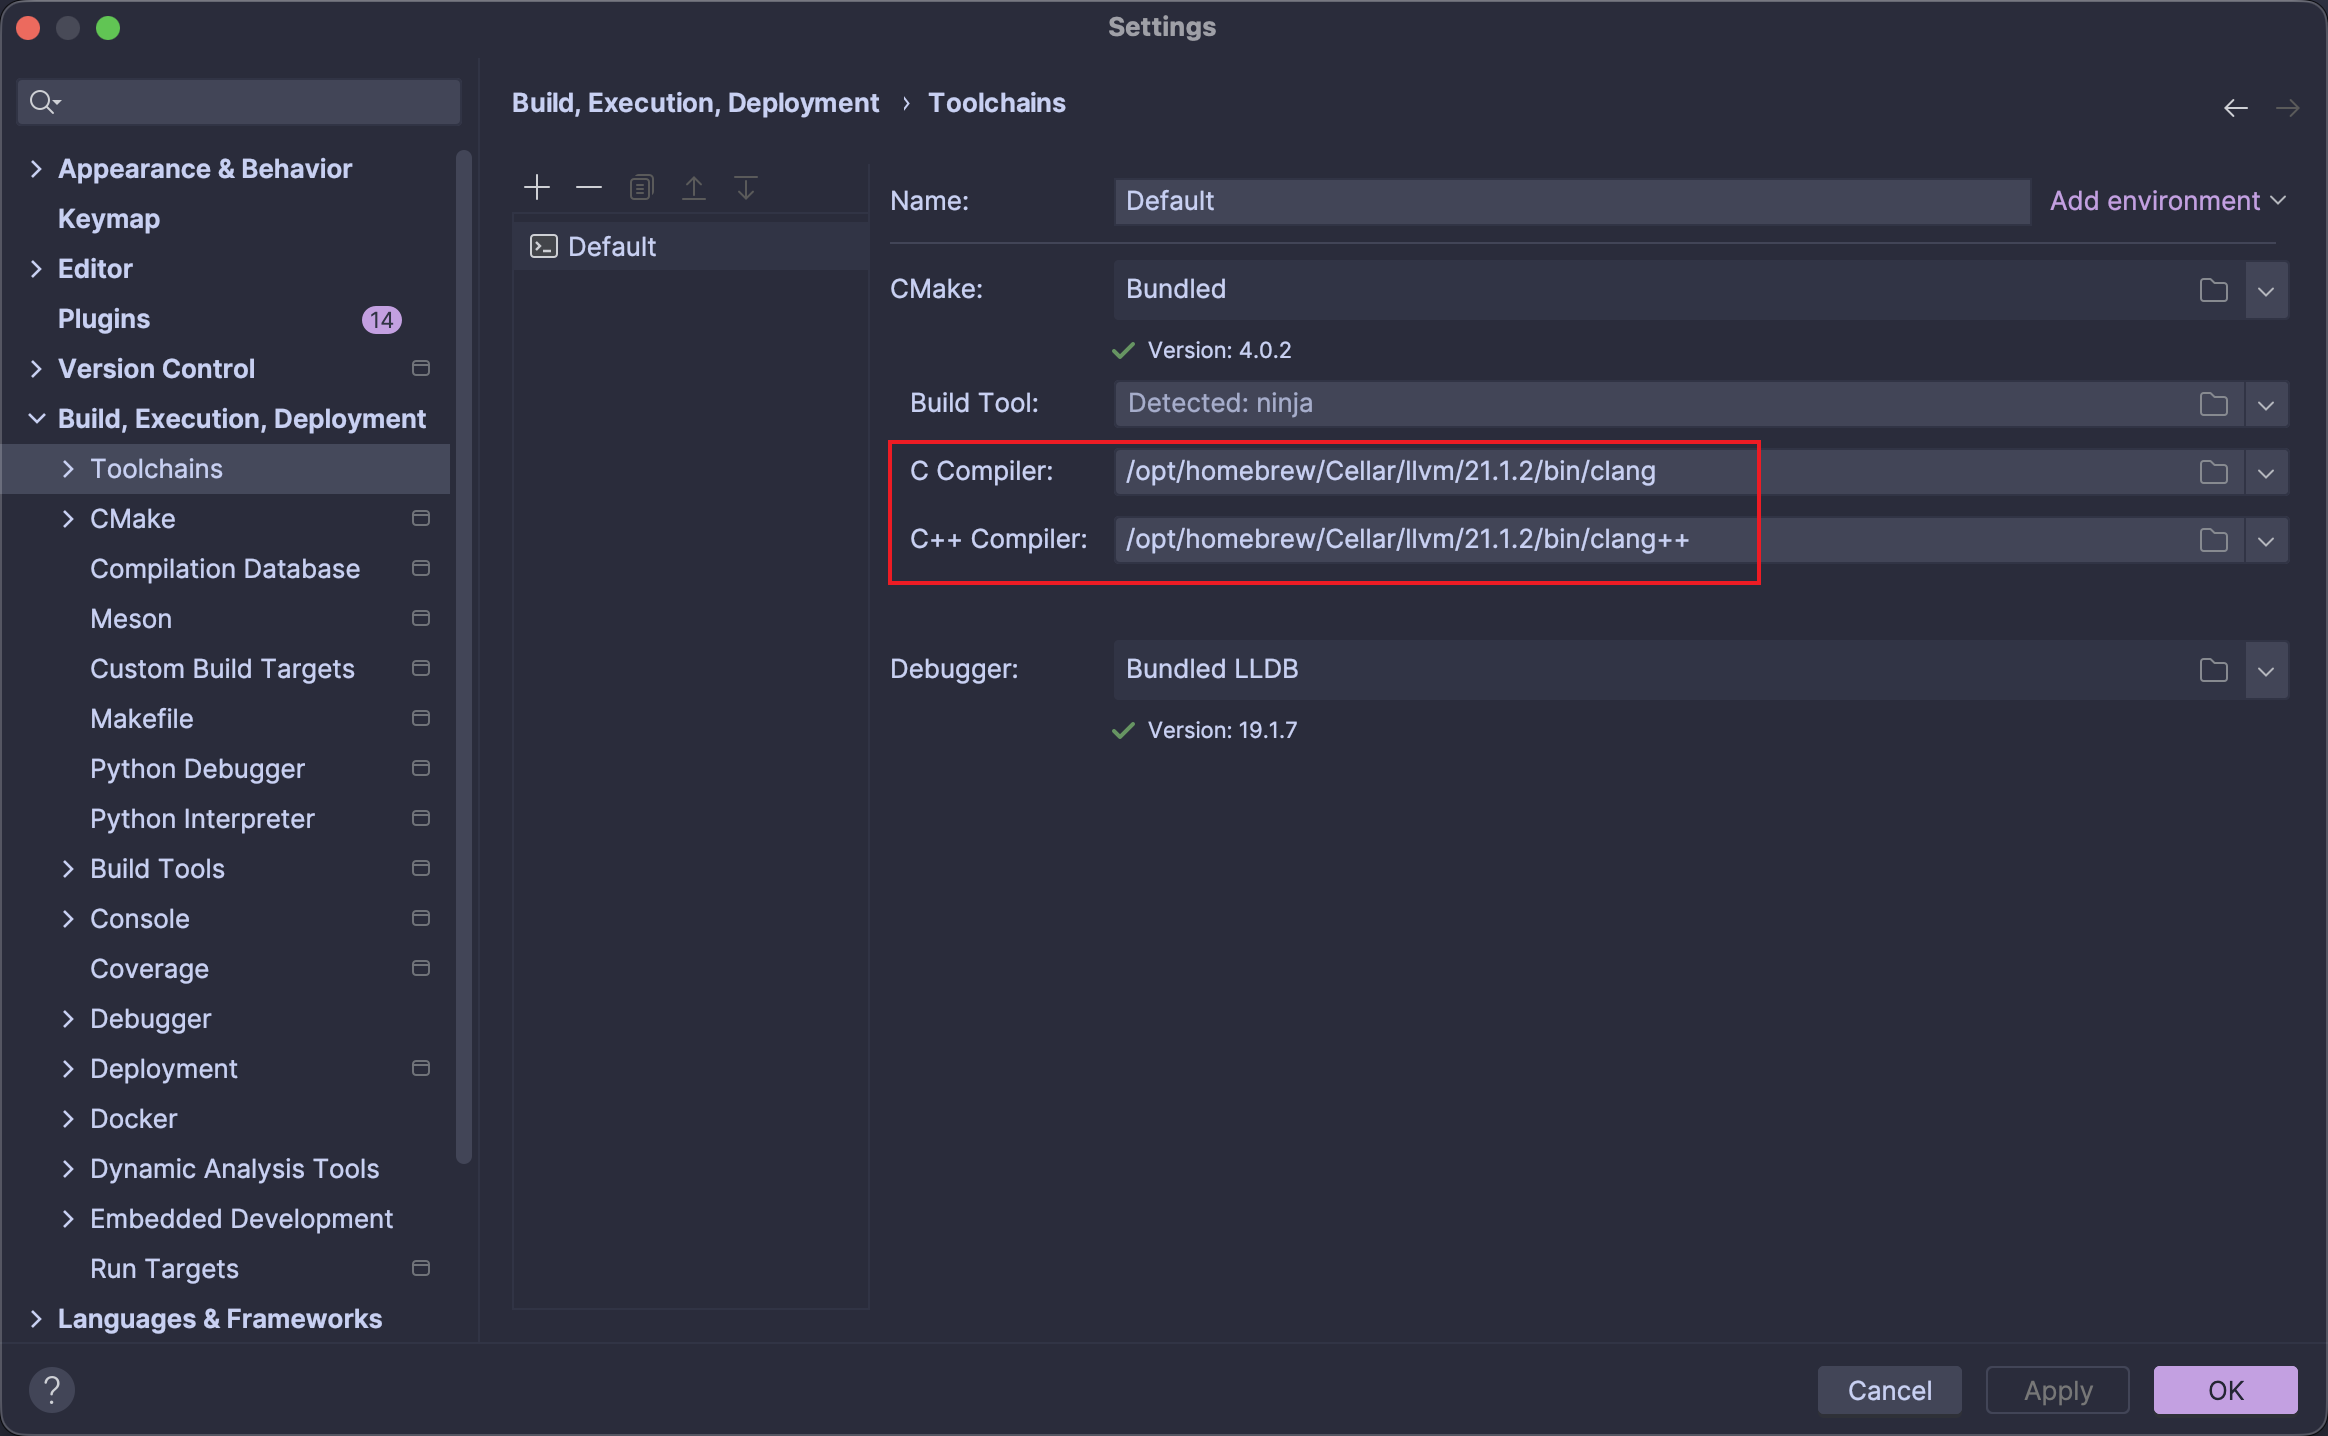 Settings
Build, Execution, Deployment › Toolchains
Appearance & Behavior
Keymap
Editor
Plugins 14
Version Control
Build, Execution, Deployment
Toolchains
CMake
Compilation Database
Meson
Custom Build Targets
Makefile
Python Debugger
Python Interpreter
Build Tools
Console
Coverage
Debugger
Deployment
Docker
Dynamic Analysis Tools
Embedded Development
Run Targets
Languages & Frameworks
Default
Name: Default Add environment
CMake: Bundled
Version: 4.0.2
Build Tool: Detected: ninja
C Compiler: /opt/homebrew/Cellar/llvm/21.1.2/bin/clang
C++ Compiler: /opt/homebrew/Cellar/llvm/21.1.2/bin/clang++
Debugger: Bundled LLDB
Version: 19.1.7
? Cancel Apply OK